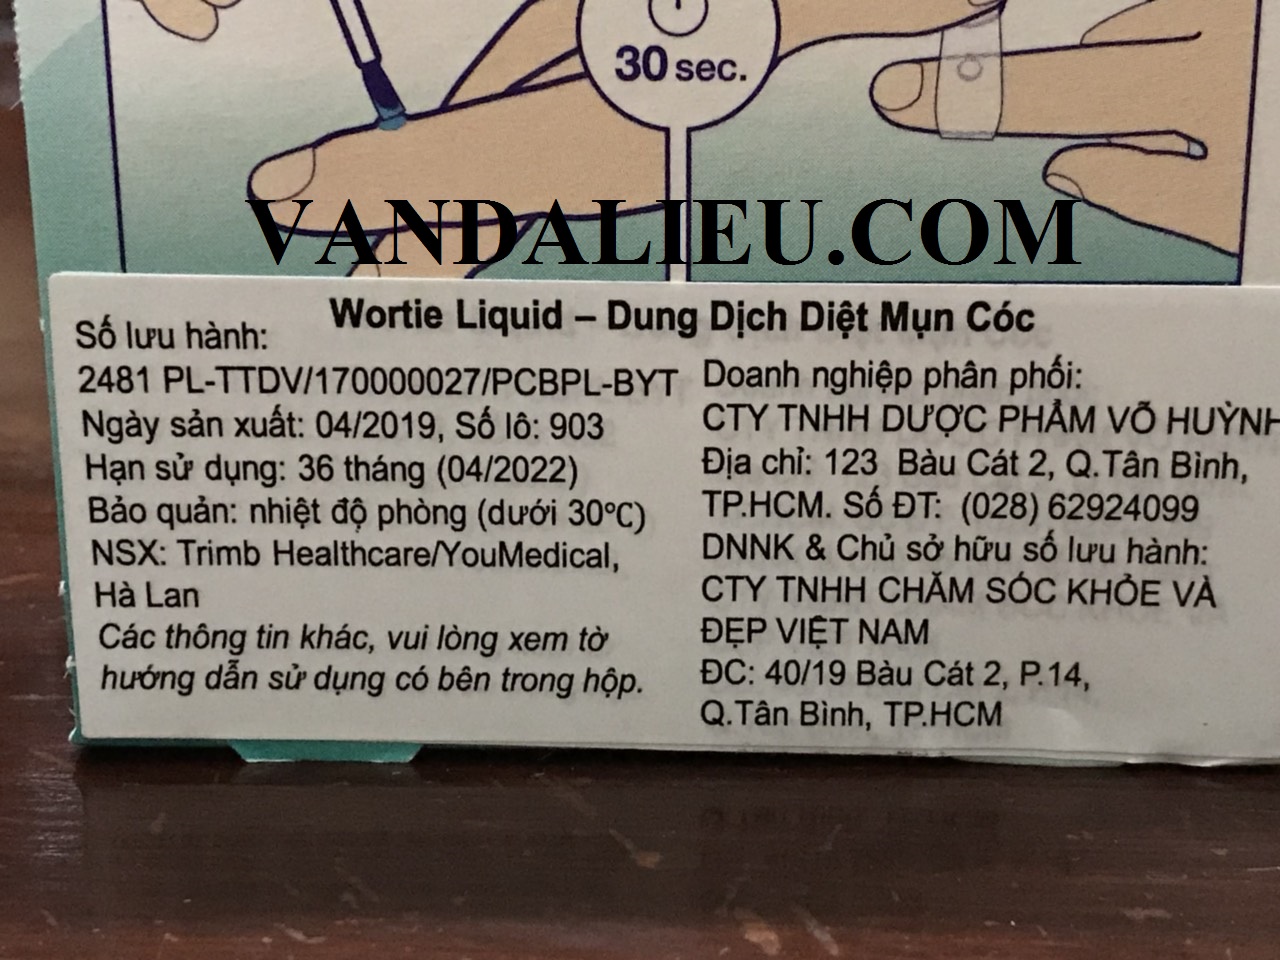 30 sec.
VANDALIEU.COM
Wortie Liquid – Dung Dịch Diệt Mụn Cóc
Số lưu hành:
2481 PL-TTDV/170000027/PCBPL-BYT
Ngày sản xuất: 04/2019, Số lô: 903
Hạn sử dụng: 36 tháng (04/2022)
Bảo quản: nhiệt độ phòng (dưới 30°C)
NSX: Trimb Healthcare/YouMedical,
Hà Lan
Các thông tin khác, vui lòng xem tờ
hướng dẫn sử dụng có bên trong hộp.
Doanh nghiệp phân phối:
CTY TNHH DƯỢC PHẨM VÕ HUỲNH
Địa chỉ: 123 Bàu Cát 2, Q.Tân Bình,
TP.HCM. Số ĐT: (028) 62924099
DNNK & Chủ sở hữu số lưu hành:
CTY TNHH CHĂM SÓC KHỎE VÀ
ĐẸP VIỆT NAM
ĐC: 40/19 Bàu Cát 2, P.14,
Q.Tân Bình, TP.HCM